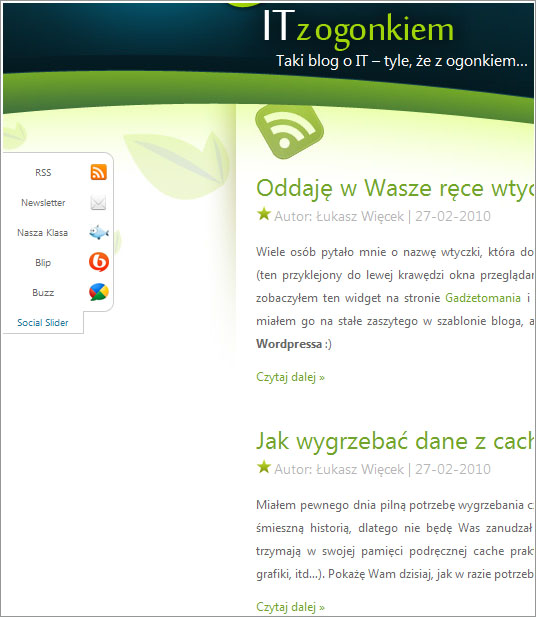 IT z ogonkiem
Taki blog o IT – tyle, że z ogonkiem...
RSS
Newsletter
Nasza Klasa
Blip
Buzz
Social Slider
Oddaję w Wasze ręce wtyc
Autor: Łukasz Więcek | 27-02-2010
Wiele osób pytało mnie o nazwę wtyczki, która do
(ten przyklejony do lewej krawędzi okna przeglądar
zobaczyłem ten widget na stronie Gadżetomania i
miałem go na stałe zaszytego w szablonie bloga, a
Wordpressa :)
Czytaj dalej »
Jak wygrzebać dane z cach
Autor: Łukasz Więcek | 27-02-2010
Miałem pewnego dnia pilną potrzebę wygrzebania c
śmieszną historią, dlatego nie będę Was zanudzał
trzymają w swojej pamięci podręcznej cache prak
grafiki, itd...). Pokażę Wam dzisiaj, jak w razie potrzeb
Czytaj dalej »